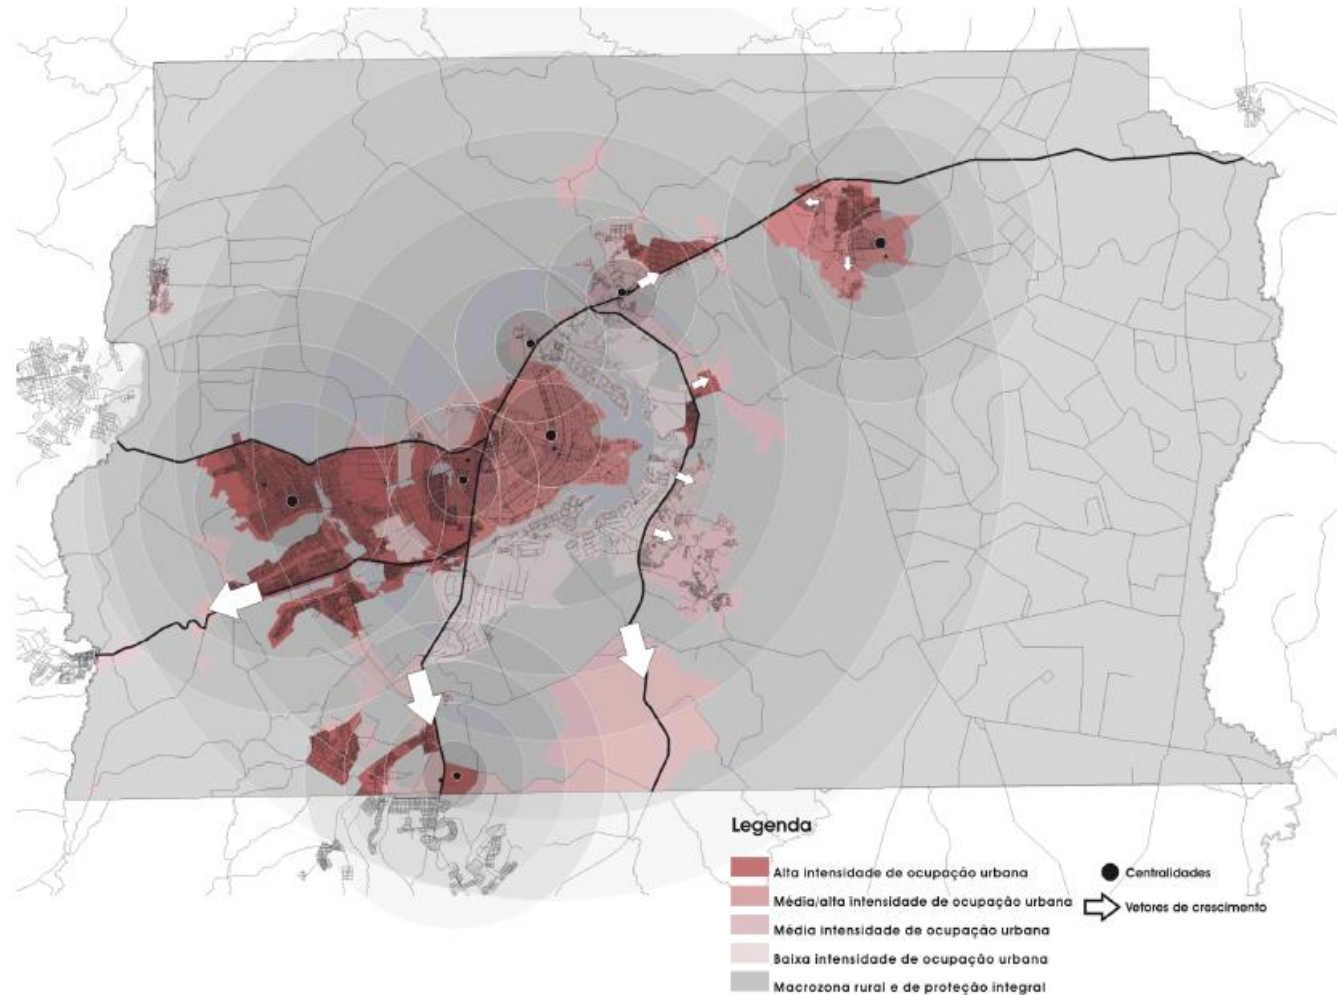 Legenda
Alta intensidade de ocupação urbana
Média/alta intensidade de ocupação urbana
Média intensidade de ocupação urbana
Baixa intensidade de ocupação urbana
Macrozona rural e de proteção integral
Centralidades
Vetores de crescimento